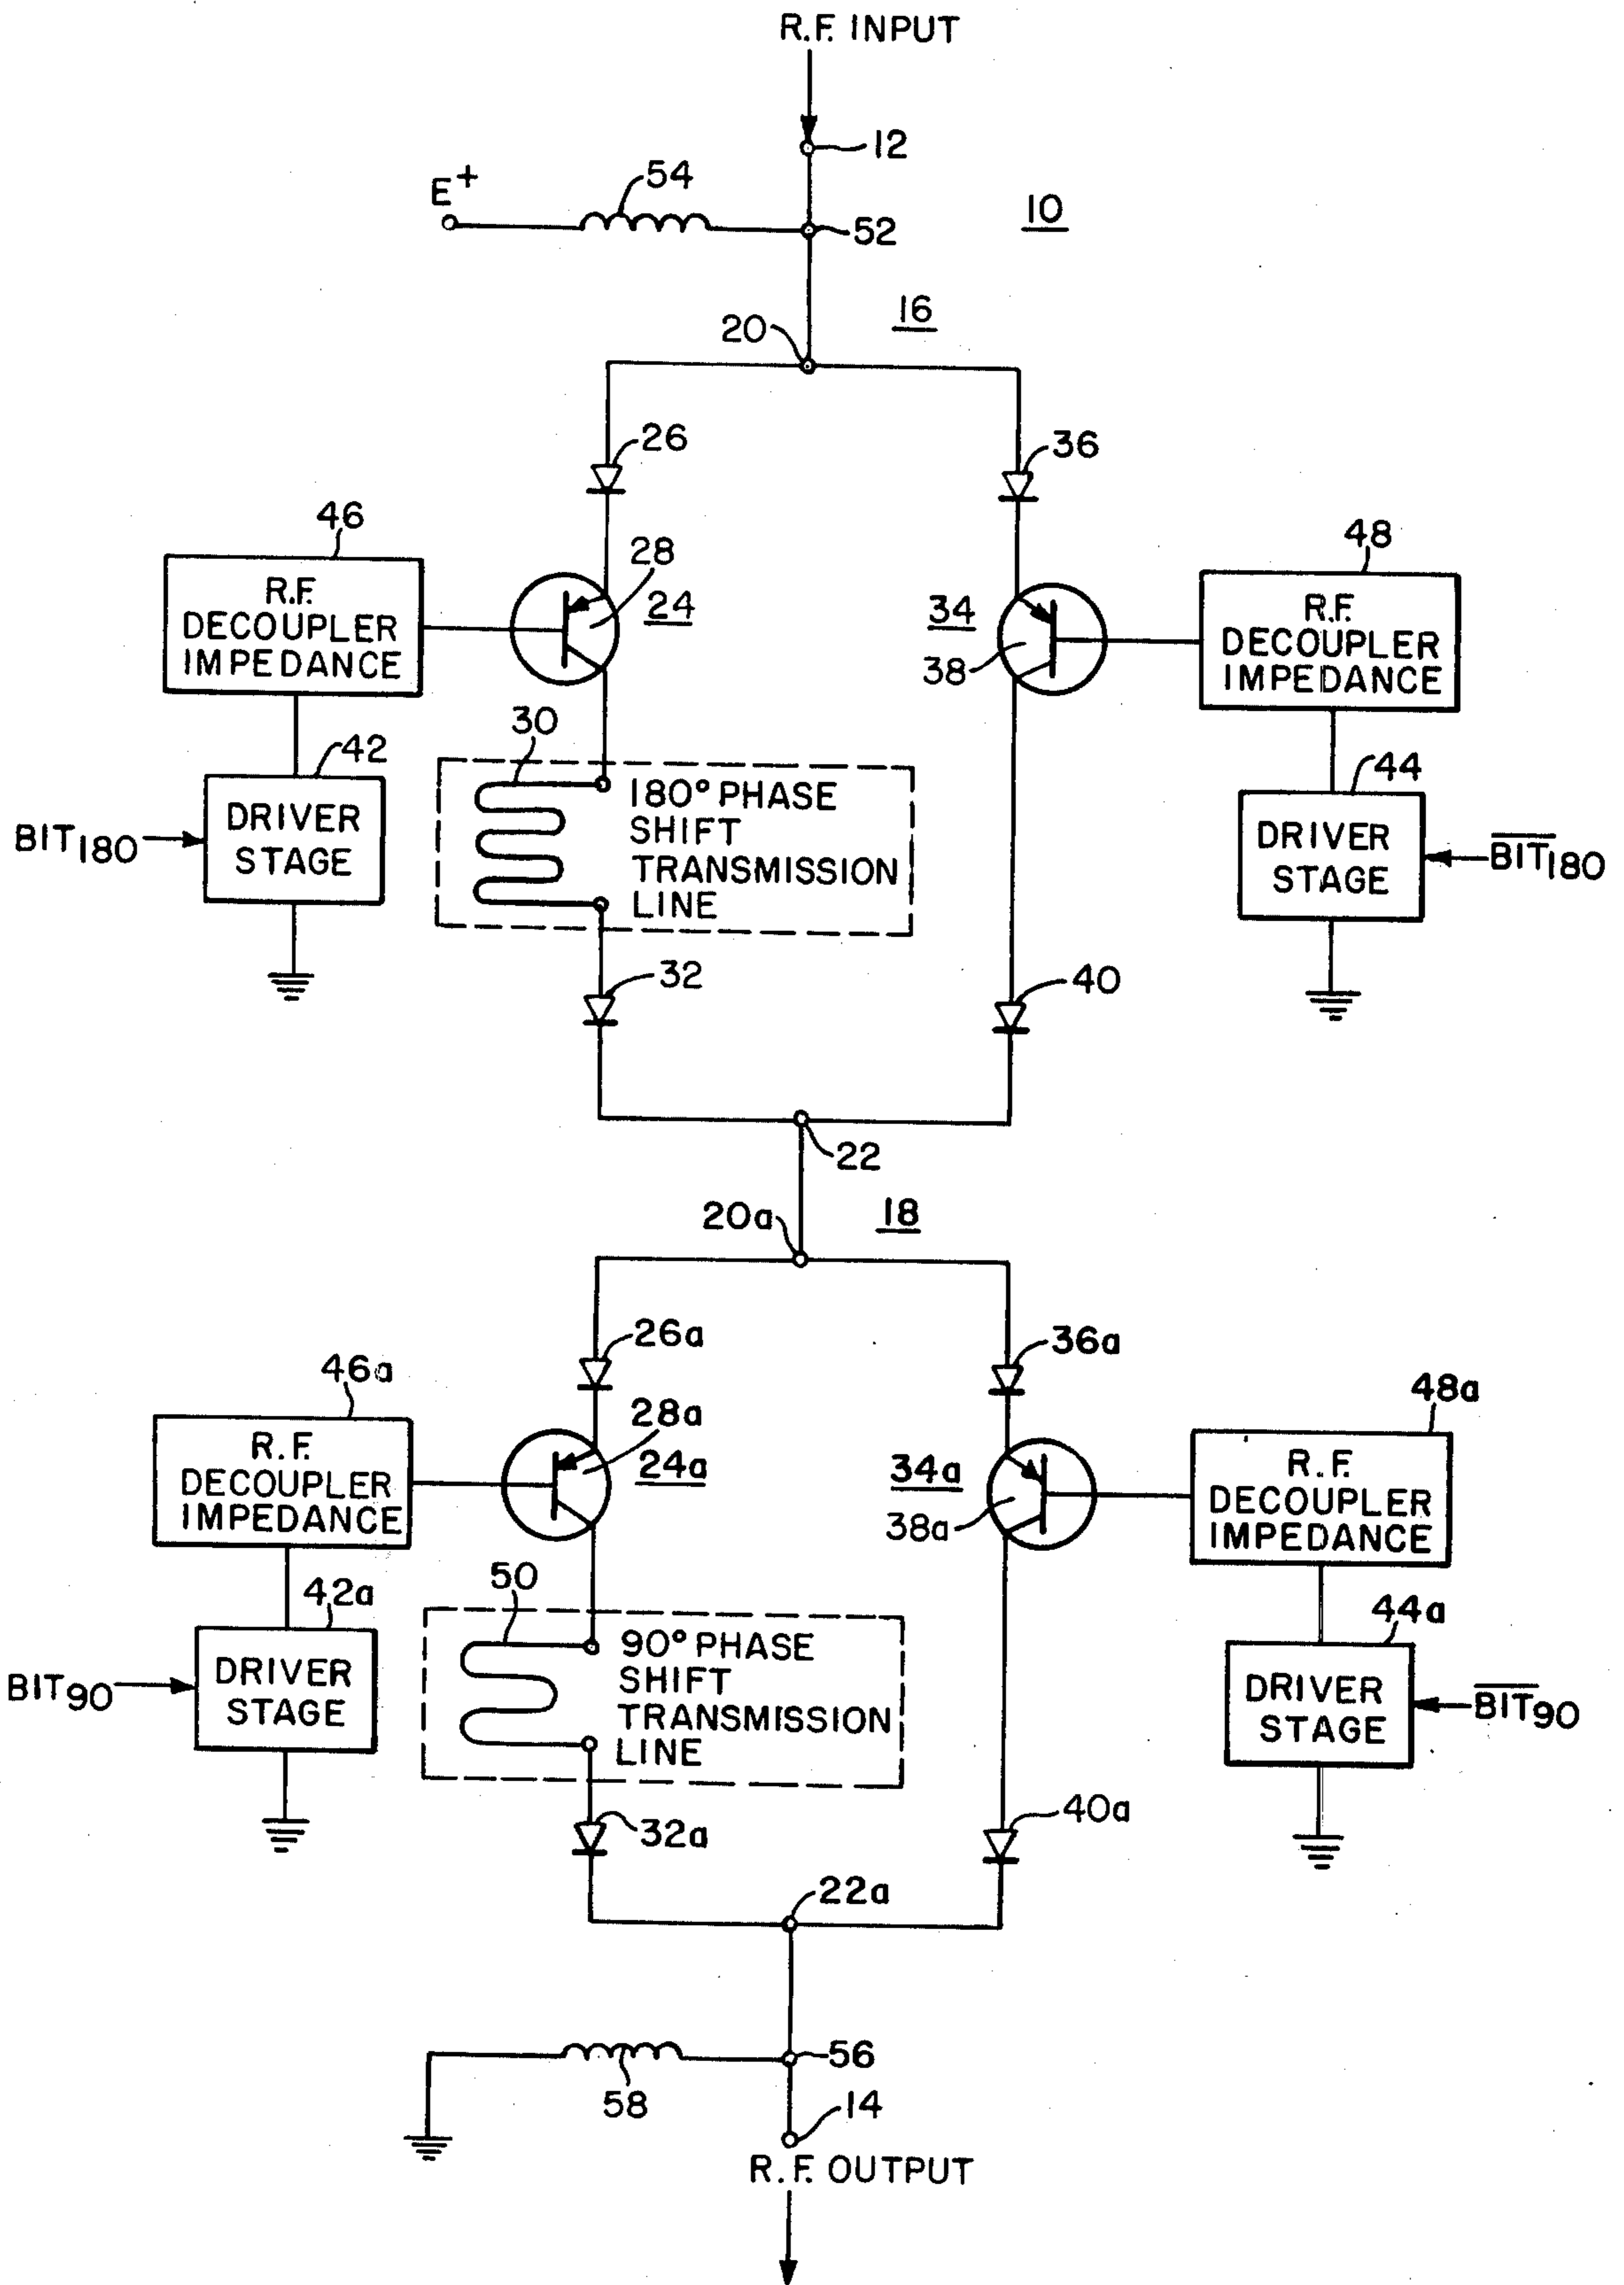 R.F. INPUT
12
E+
54
52
10
16
20
26
36
46
R.F.
DECOUPLER
IMPEDANCE
28
24
34
38
48
R.F.
DECOUPLER
IMPEDANCE
30
180° PHASE
SHIFT
TRANSMISSION
LINE
42
DRIVER
STAGE
BIT180
44
DRIVER
STAGE
B̅I̅T̅180
32
40
22
20a
18
26a
36a
46a
R.F.
DECOUPLER
IMPEDANCE
28a
24a
34a
38a
48a
R.F.
DECOUPLER
IMPEDANCE
50
90° PHASE
SHIFT
TRANSMISSION
LINE
42a
DRIVER
STAGE
BIT90
44a
DRIVER
STAGE
B̅I̅T̅90
32a
40a
22a
56
58
14
R.F. OUTPUT